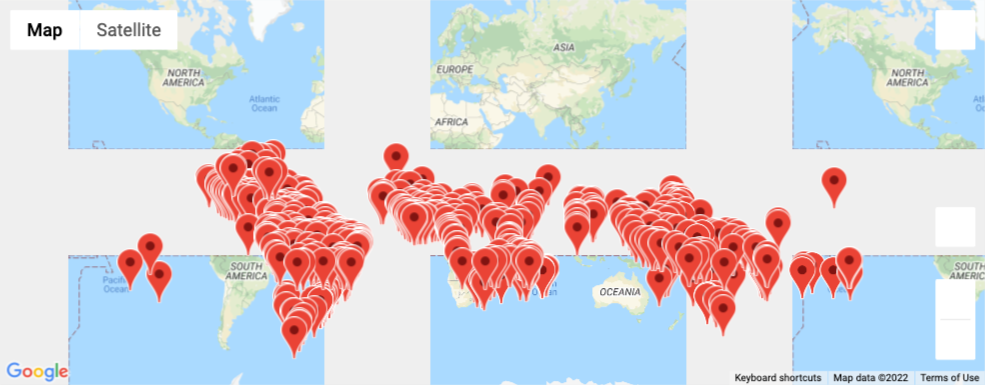 Map
Satellite
NORTH
AMERICA
Atlantic
Ocean
EUROPE
ASIA
AFRICA
NORTH
AMERICA
Pacific
Ocean
SOUTH
AMERICA
OCEANIA
SOUTH
AMERIC
Google
Keyboard shortcuts
Map data ©2022
Terms of Use